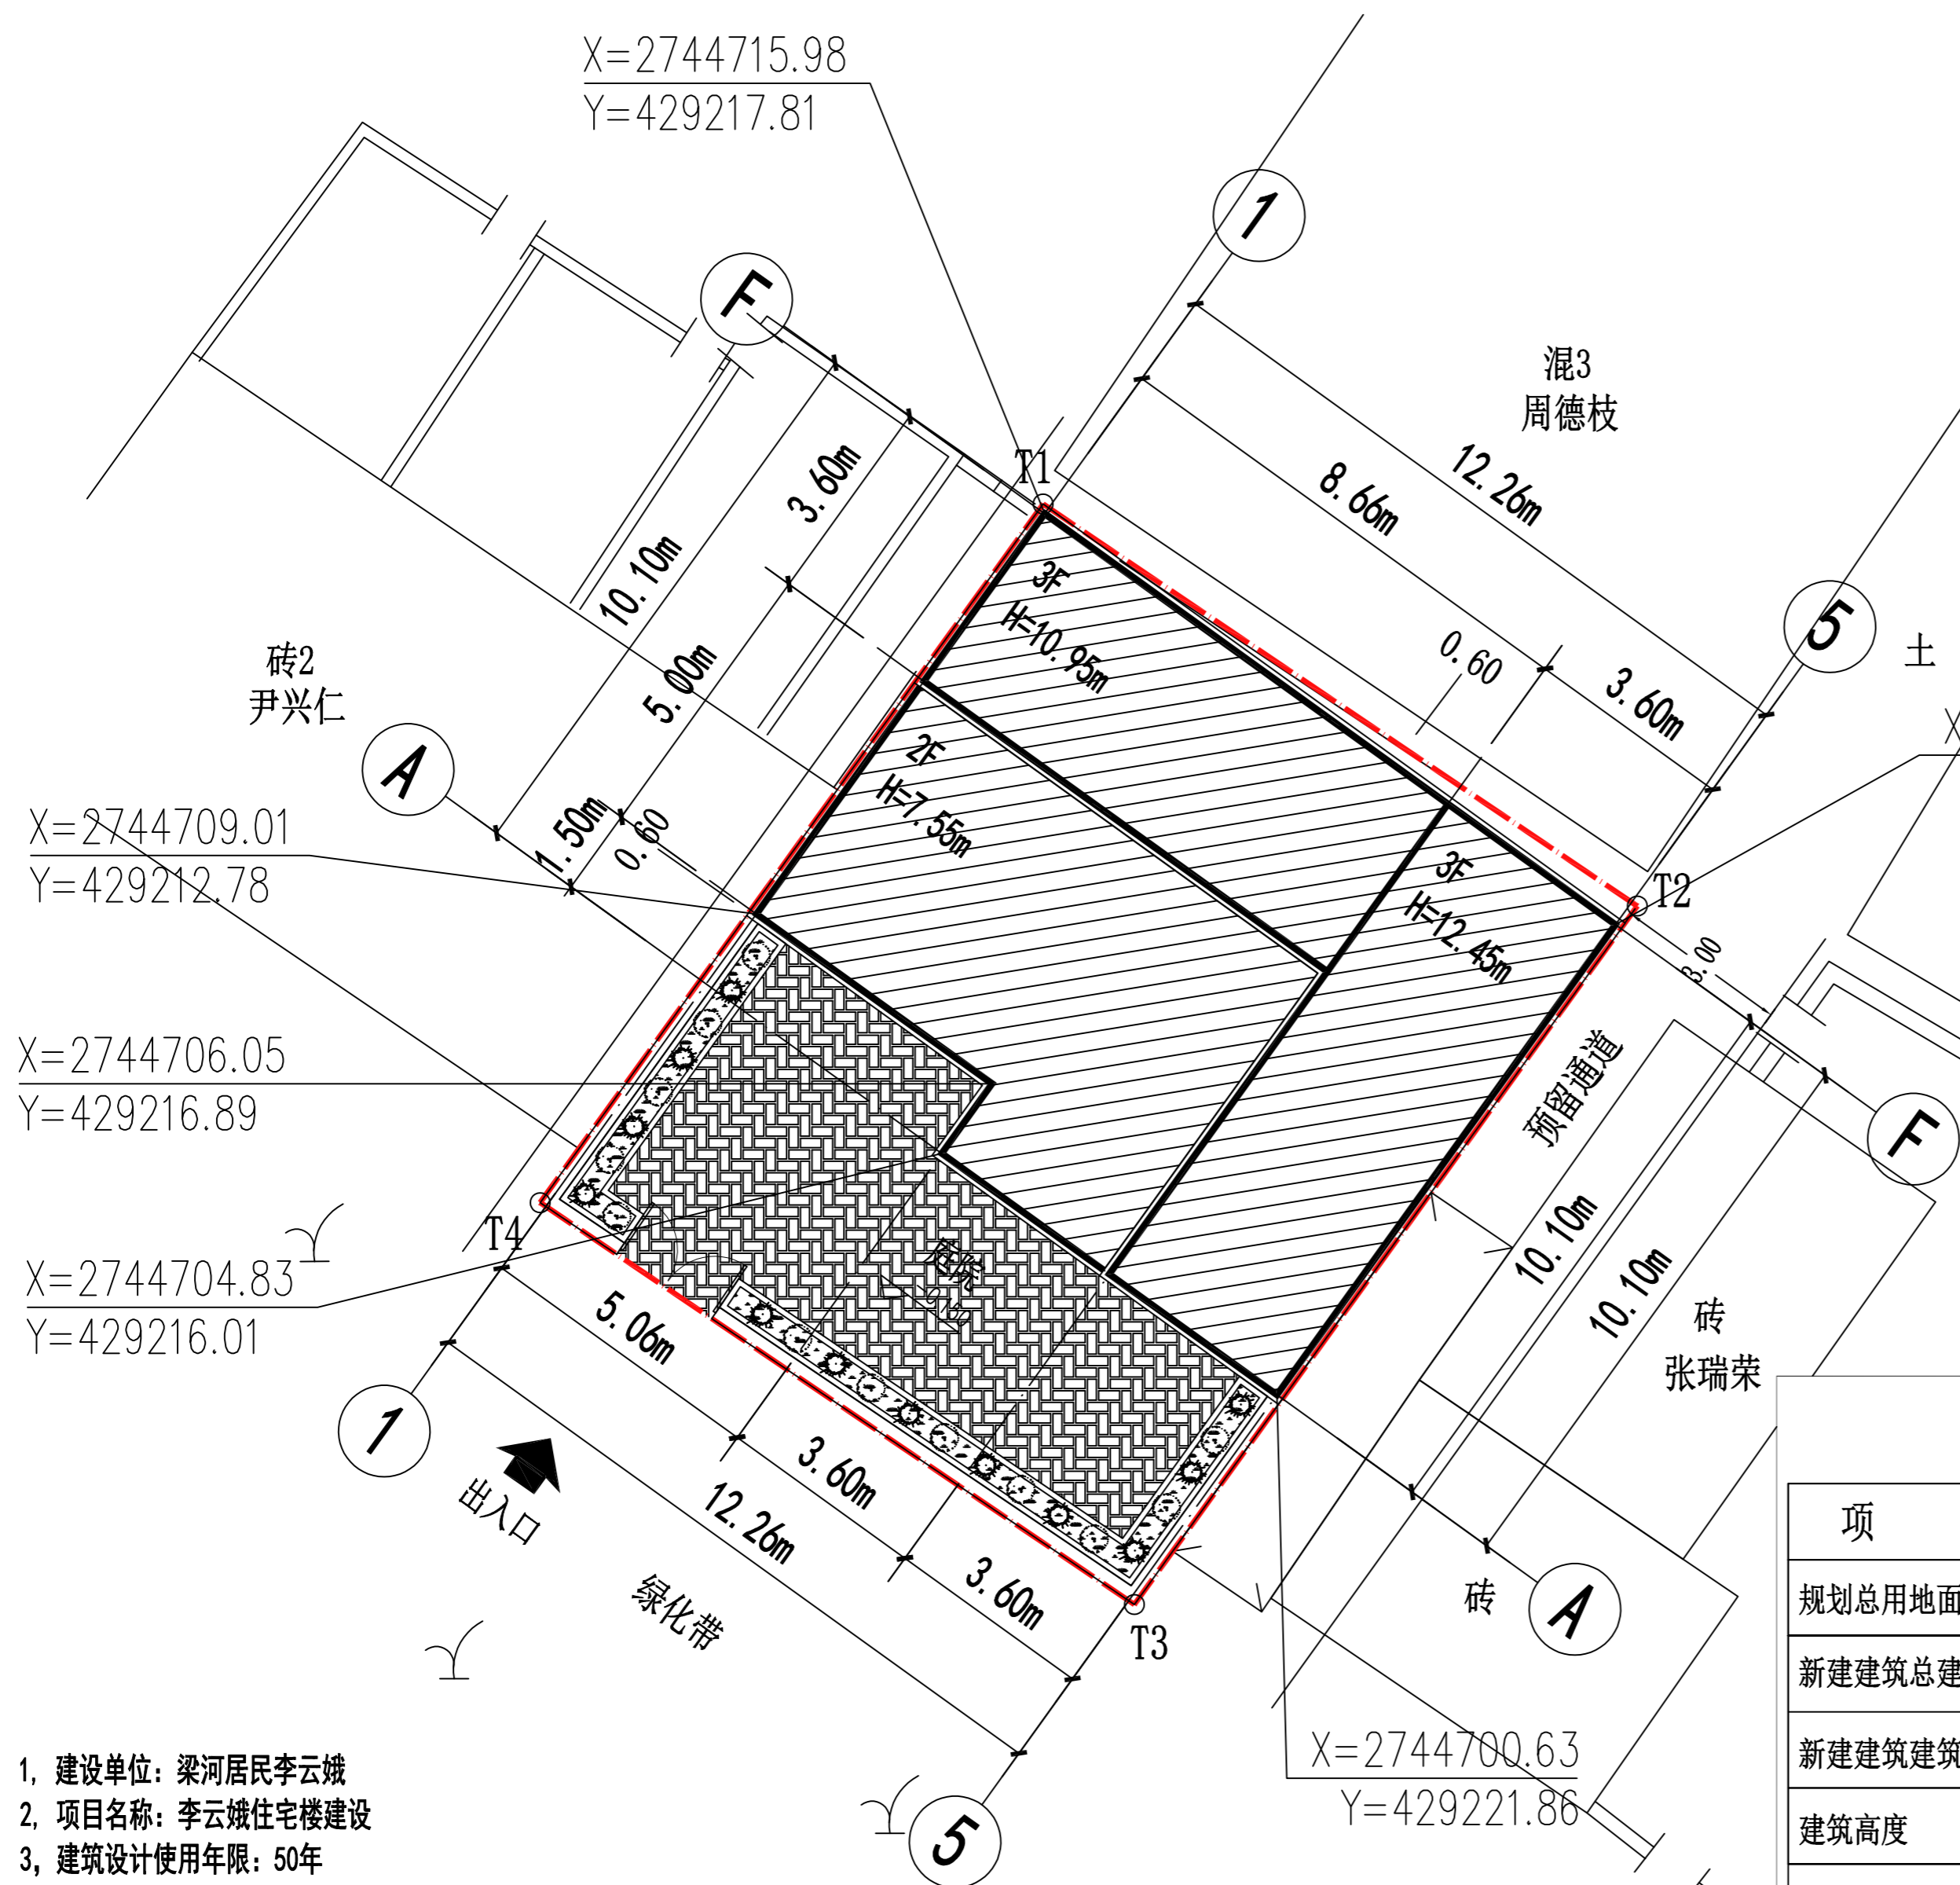 X=2744715.98
Y=429217.81
1
F
混3
周德枝
12.26m
8.66m
3.60m
T1
10.10m
3F
H=10.95m
0.60
3.60m
5
土
X
砖2
尹兴仁
5.00m
A
2F
H=7.55m
X=2744709.01
Y=429212.78
1.50m
0.60
3F
H=12.45m
T2
3.00
预留通道
X=2744706.05
Y=429216.89
F
T4
庭院
X=2744704.83
Y=429216.01
5.06m
10.10m
10.10m
砖
张瑞荣
1
出入口
3.60m
12.26m
3.60m
绿化带
T3
砖
A
项
规划总用地面
新建建筑总建
新建建筑建筑
建筑高度
X=2744700.63
Y=429221.86
5
1, 建设单位: 梁河居民李云娥
2, 项目名称: 李云娥住宅楼建设
3, 建筑设计使用年限: 50年